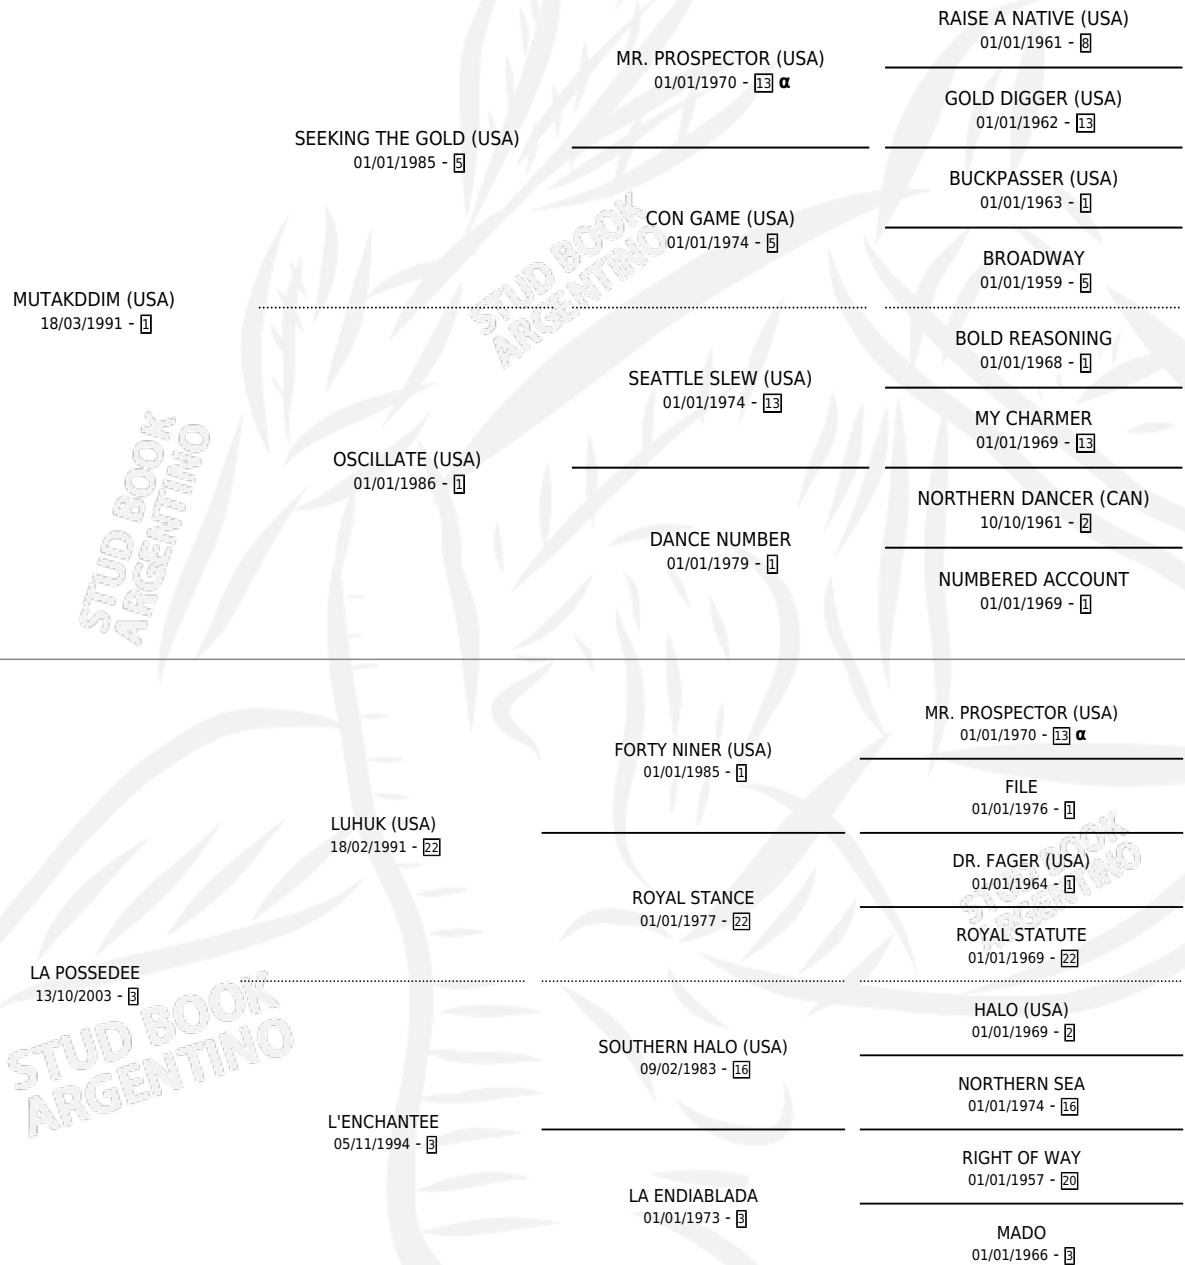 RAISE A NATIVE (USA)
01/01/1961 - 8
MR. PROSPECTOR (USA)
01/01/1970 - 13 α
GOLD DIGGER (USA)
01/01/1962 - 13
SEEKING THE GOLD (USA)
01/01/1985 - 5
BUCKPASSER (USA)
01/01/1963 - 1
CON GAME (USA)
01/01/1974 - 5
BROADWAY
01/01/1959 - 5
MUTAKDDIM (USA)
18/03/1991 - 1
BOLD REASONING
01/01/1968 - 1
SEATTLE SLEW (USA)
01/01/1974 - 13
MY CHARMER
01/01/1969 - 13
OSCILLATE (USA)
01/01/1986 - 1
NORTHERN DANCER (CAN)
10/10/1961 - 2
DANCE NUMBER
01/01/1979 - 1
NUMBERED ACCOUNT
01/01/1969 - 1
MR. PROSPECTOR (USA)
01/01/1970 - 13 α
FORTY NINER (USA)
01/01/1985 - 1
FILE
01/01/1976 - 1
LUHUK (USA)
18/02/1991 - 22
DR. FAGER (USA)
01/01/1964 - 1
ROYAL STANCE
01/01/1977 - 22
ROYAL STATUTE
01/01/1969 - 22
LA POSSEDEE
13/10/2003 - 3
HALO (USA)
01/01/1969 - 2
SOUTHERN HALO (USA)
09/02/1983 - 16
NORTHERN SEA
01/01/1974 - 16
L'ENCHANTEE
05/11/1994 - 3
RIGHT OF WAY
01/01/1957 - 20
LA ENDIABLADA
01/01/1973 - 3
MADO
01/01/1966 - 3
STUD BOOK
ARGENTINO
STUD BOOK
ARGENTINO
STUD BOOK
ARGENTINO
STUD BOOK
ARGENTINO